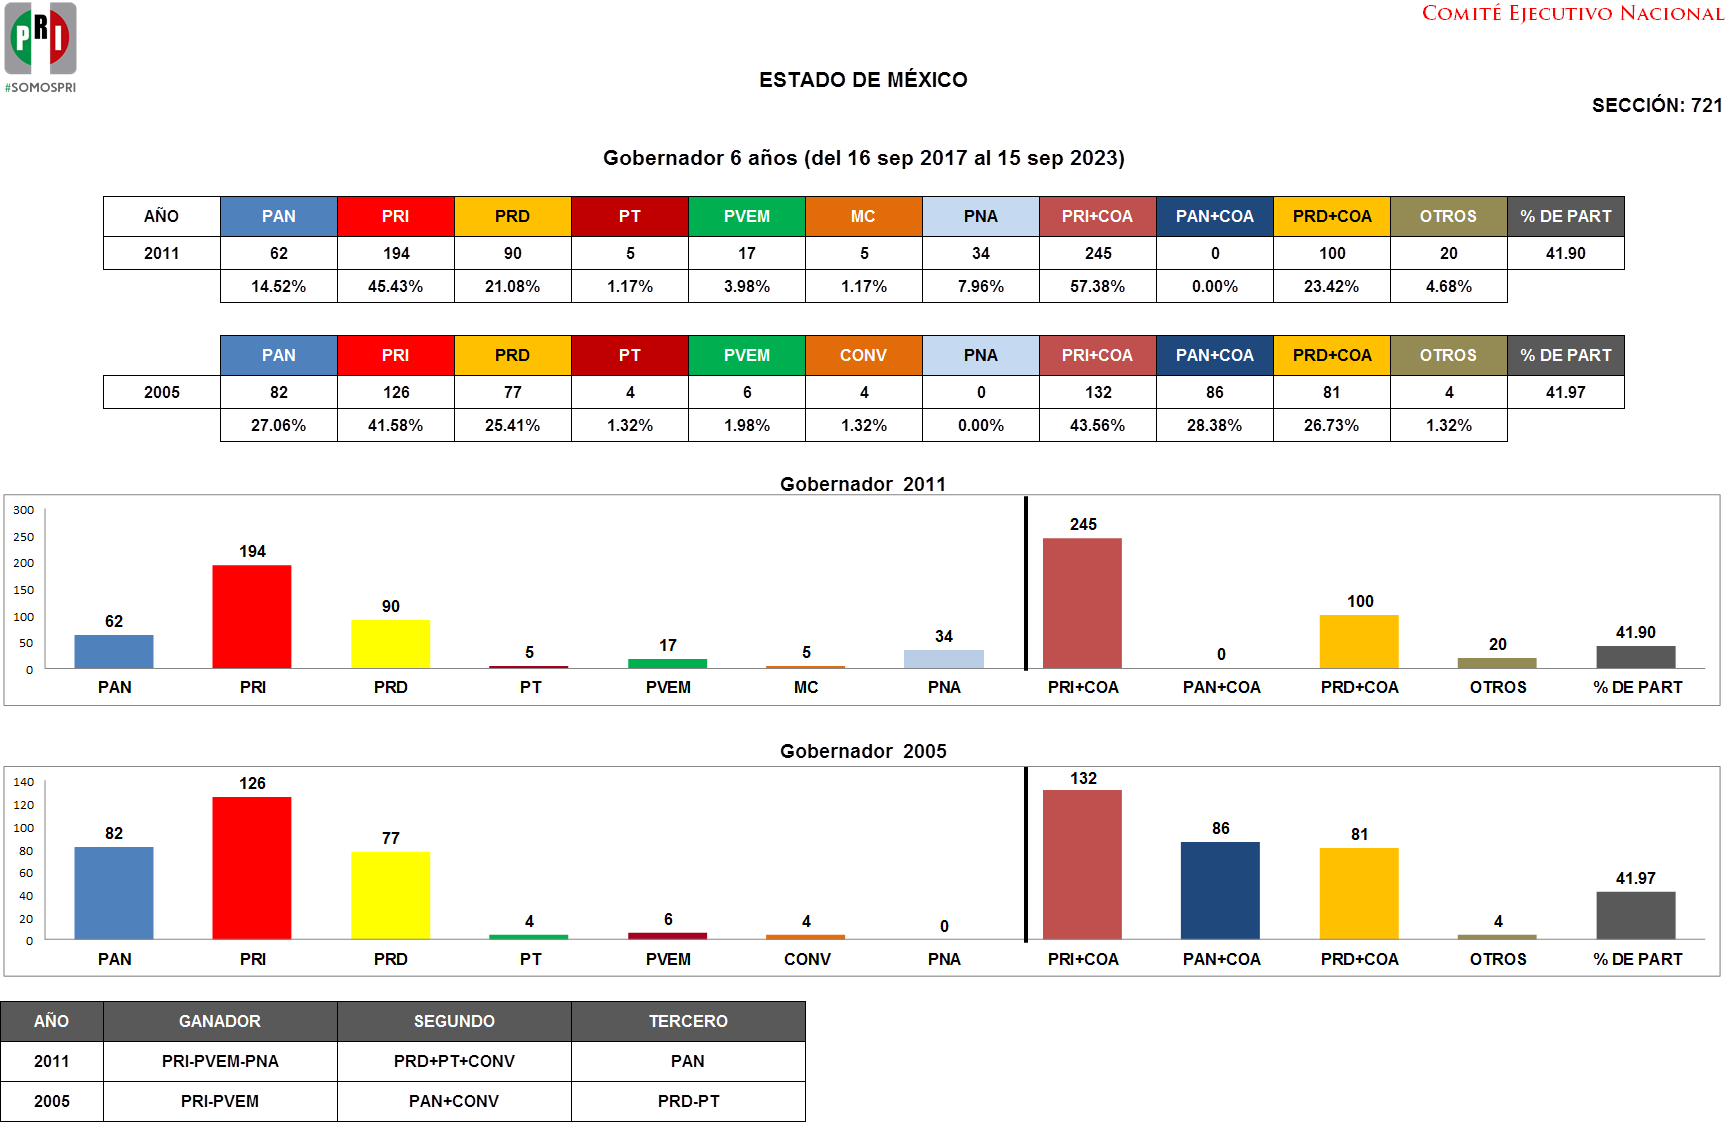 PRI
#SOMOSPRI
COMITÉ EJECUTIVO NACIONAL
ESTADO DE MÉXICO
SECCIÓN: 721
Gobernador 6 años (del 16 sep 2017 al 15 sep 2023)
AÑO PAN PRI PRD PT PVEM MC PNA PRI+COA PAN+COA PRD+COA OTROS % DE PART
2011 62 194 90 5 17 5 34 245 0 100 20 41.90
14.52% 45.43% 21.08% 1.17% 3.98% 1.17% 7.96% 57.38% 0.00% 23.42% 4.68%
PAN PRI PRD PT PVEM CONV PNA PRI+COA PAN+COA PRD+COA OTROS % DE PART
2005 82 126 77 4 6 4 0 132 86 81 4 41.97
27.06% 41.58% 25.41% 1.32% 1.98% 1.32% 0.00% 43.56% 28.38% 26.73% 1.32%
Gobernador 2011
300
250
200
150
100
50
0
62 194 90 5 17 5 34 245 0 100 20 41.90
PAN PRI PRD PT PVEM MC PNA PRI+COA PAN+COA PRD+COA OTROS % DE PART
Gobernador 2005
140
120
100
80
60
40
20
0
82 126 77 4 6 4 0 132 86 81 4 41.97
PAN PRI PRD PT PVEM CONV PNA PRI+COA PAN+COA PRD+COA OTROS % DE PART
AÑO GANADOR SEGUNDO TERCERO
2011 PRI-PVEM-PNA PRD+PT+CONV PAN
2005 PRI-PVEM PAN+CONV PRD-PT